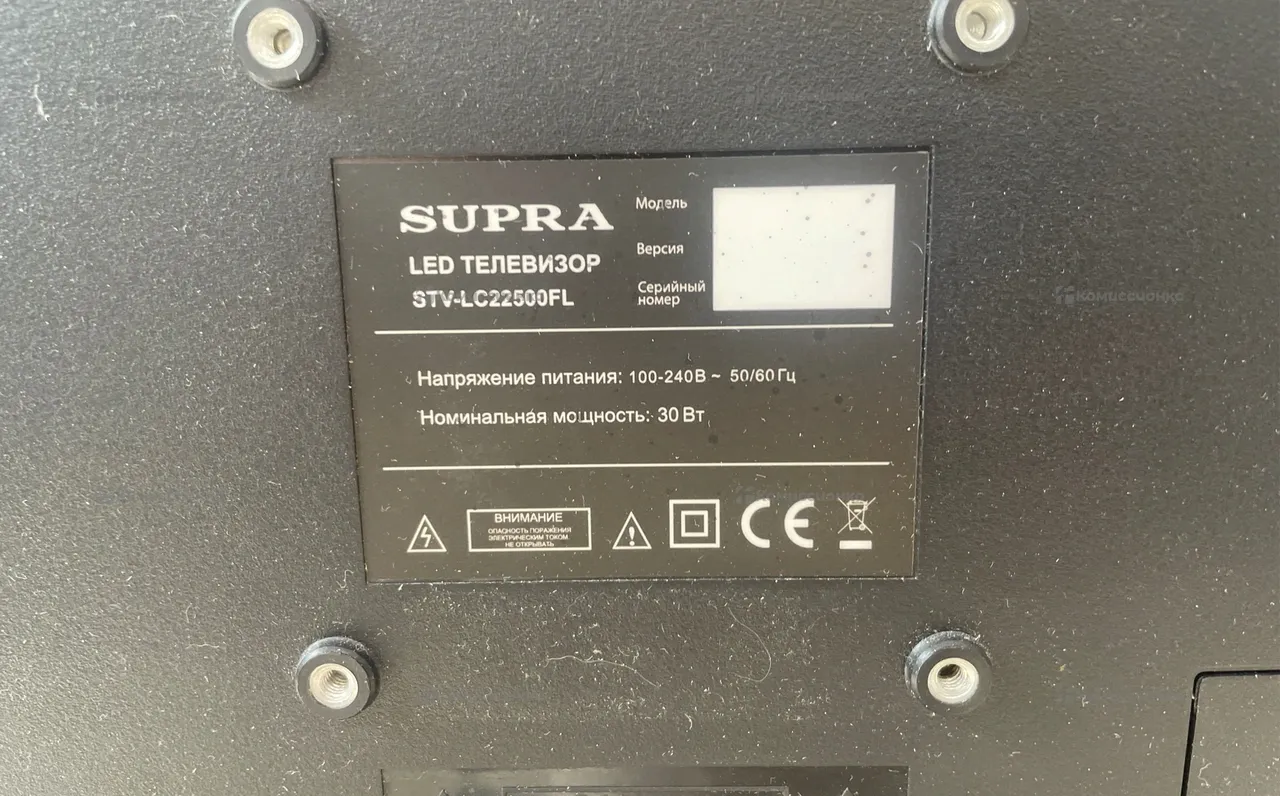 SUPRA
LED ТЕЛЕВИЗОР
STV-LC22500FL
Модель
Версия
Серийный
номер
Напряжение питания: 100-240В ~ 50/60 Гц
Номинальная мощность: 30 Вт
ВНИМАНИЕ
ОПАСНОСТЬ ПОРАЖЕНИЯ
ЭЛЕКТРИЧЕСКИМ ТОКОМ
НЕ ОТКРЫВАТЬ
CE
Комиссионка